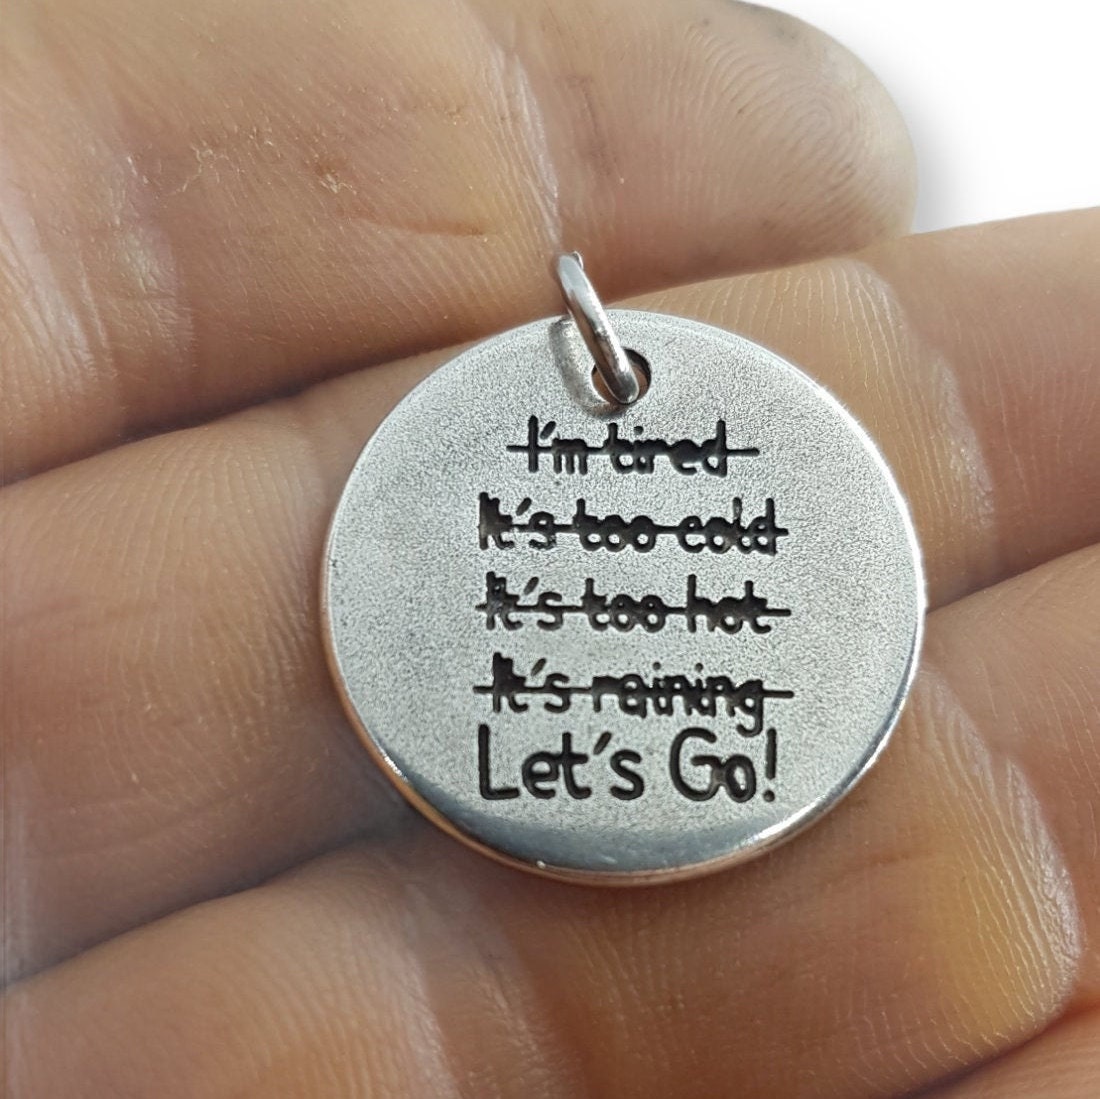 I'm tired
It's too cold
It's too hot
It's raining
Let's Go!